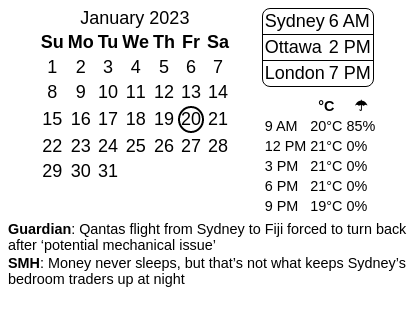 January 2023
Su Mo Tu We Th Fr Sa
1 2 3 4 5 6 7
8 9 10 11 12 13 14
15 16 17 18 19 20 21
22 23 24 25 26 27 28
29 30 31
Sydney 6 AM
Ottawa 2 PM
London 7 PM
°C ☂
9 AM 20°C 85%
12 PM 21°C 0%
3 PM 21°C 0%
6 PM 21°C 0%
9 PM 19°C 0%
Guardian: Qantas flight from Sydney to Fiji forced to turn back
after ‘potential mechanical issue’
SMH: Money never sleeps, but that’s not what keeps Sydney’s
bedroom traders up at night